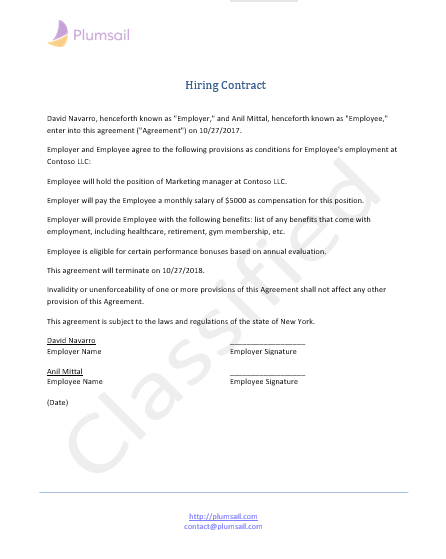 Plumsail
Hiring Contract
David Navarro, henceforth known as "Employer," and Anil Mittal, henceforth known as "Employee,"
enter into this agreement ("Agreement") on 10/27/2017.
Employer and Employee agree to the following provisions as conditions for Employee's employment at
Contoso LLC:
Employee will hold the position of Marketing manager at Contoso LLC.
Employer will pay the Employee a monthly salary of $5000 as compensation for this position.
Employer will provide Employee with the following benefits: list of any benefits that come with
employment, including healthcare, retirement, gym membership, etc.
Employee is eligible for certain performance bonuses based on annual evaluation.
This agreement will terminate on 10/27/2018.
Invalidity or unenforceability of one or more provisions of this Agreement shall not affect any other
provision of this Agreement.
This agreement is subject to the laws and regulations of the state of New York.
David Navarro ___________________
Employer Name Employer Signature
Anil Mittal ___________________
Employee Name Employee Signature
(Date)
Classified
http://plumsail.com
contact@plumsail.com